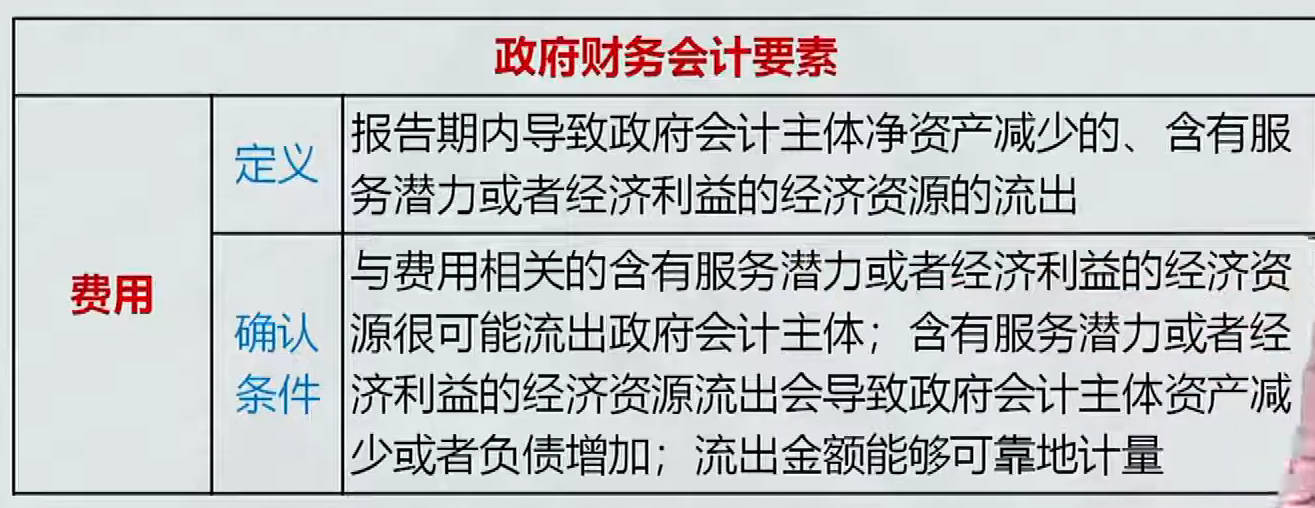 政府财务会计要素
费用
定义
报告期内导致政府会计主体净资产减少的、含有服
务潜力或者经济利益的经济资源的流出
确认
条件
与费用相关的含有服务潜力或者经济利益的经济资
源很可能流出政府会计主体；含有服务潜力或者经
济利益的经济资源流出会导致政府会计主体资产减
少或者负债增加；流出金额能够可靠地计量